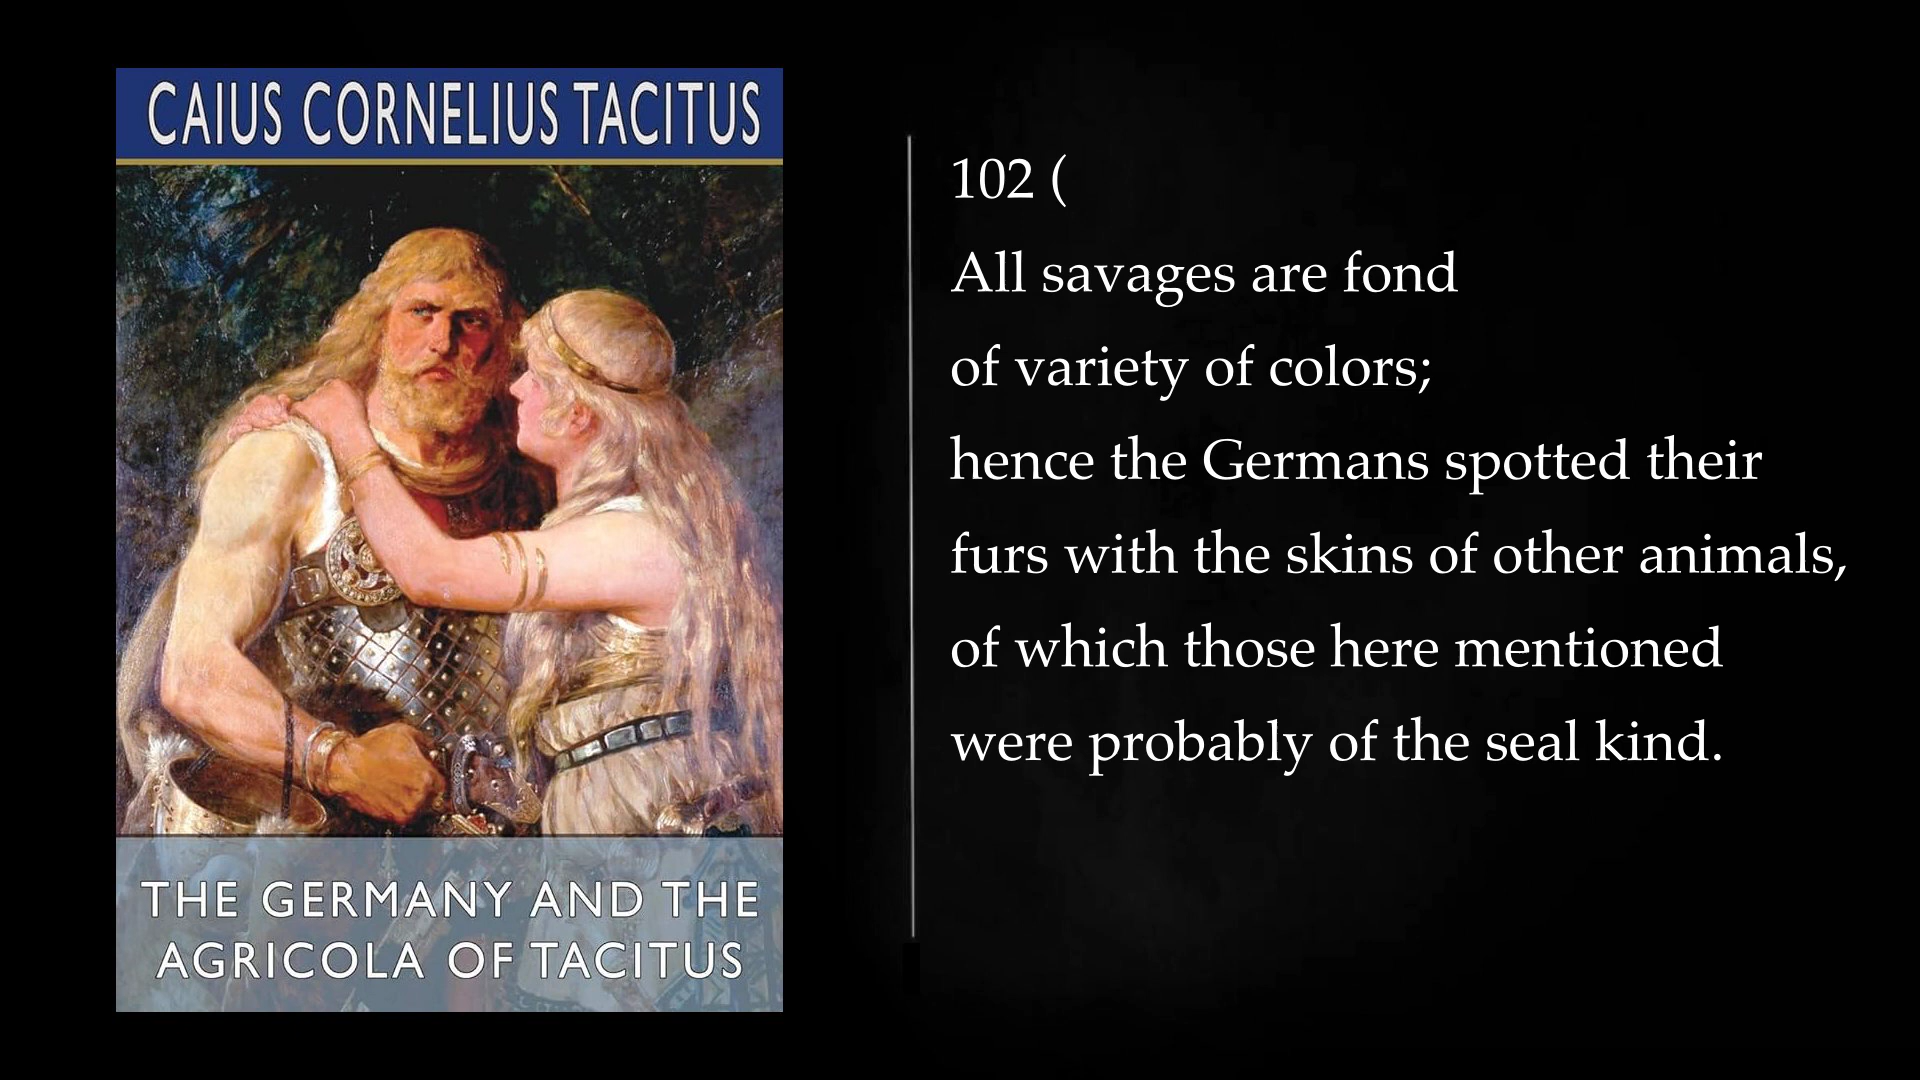 CAIUS CORNELIUS TACITUS
THE GERMANY AND THE
AGRICOLA OF TACITUS
102 (
All savages are fond
of variety of colors;
hence the Germans spotted their
furs with the skins of other animals,
of which those here mentioned
were probably of the seal kind.